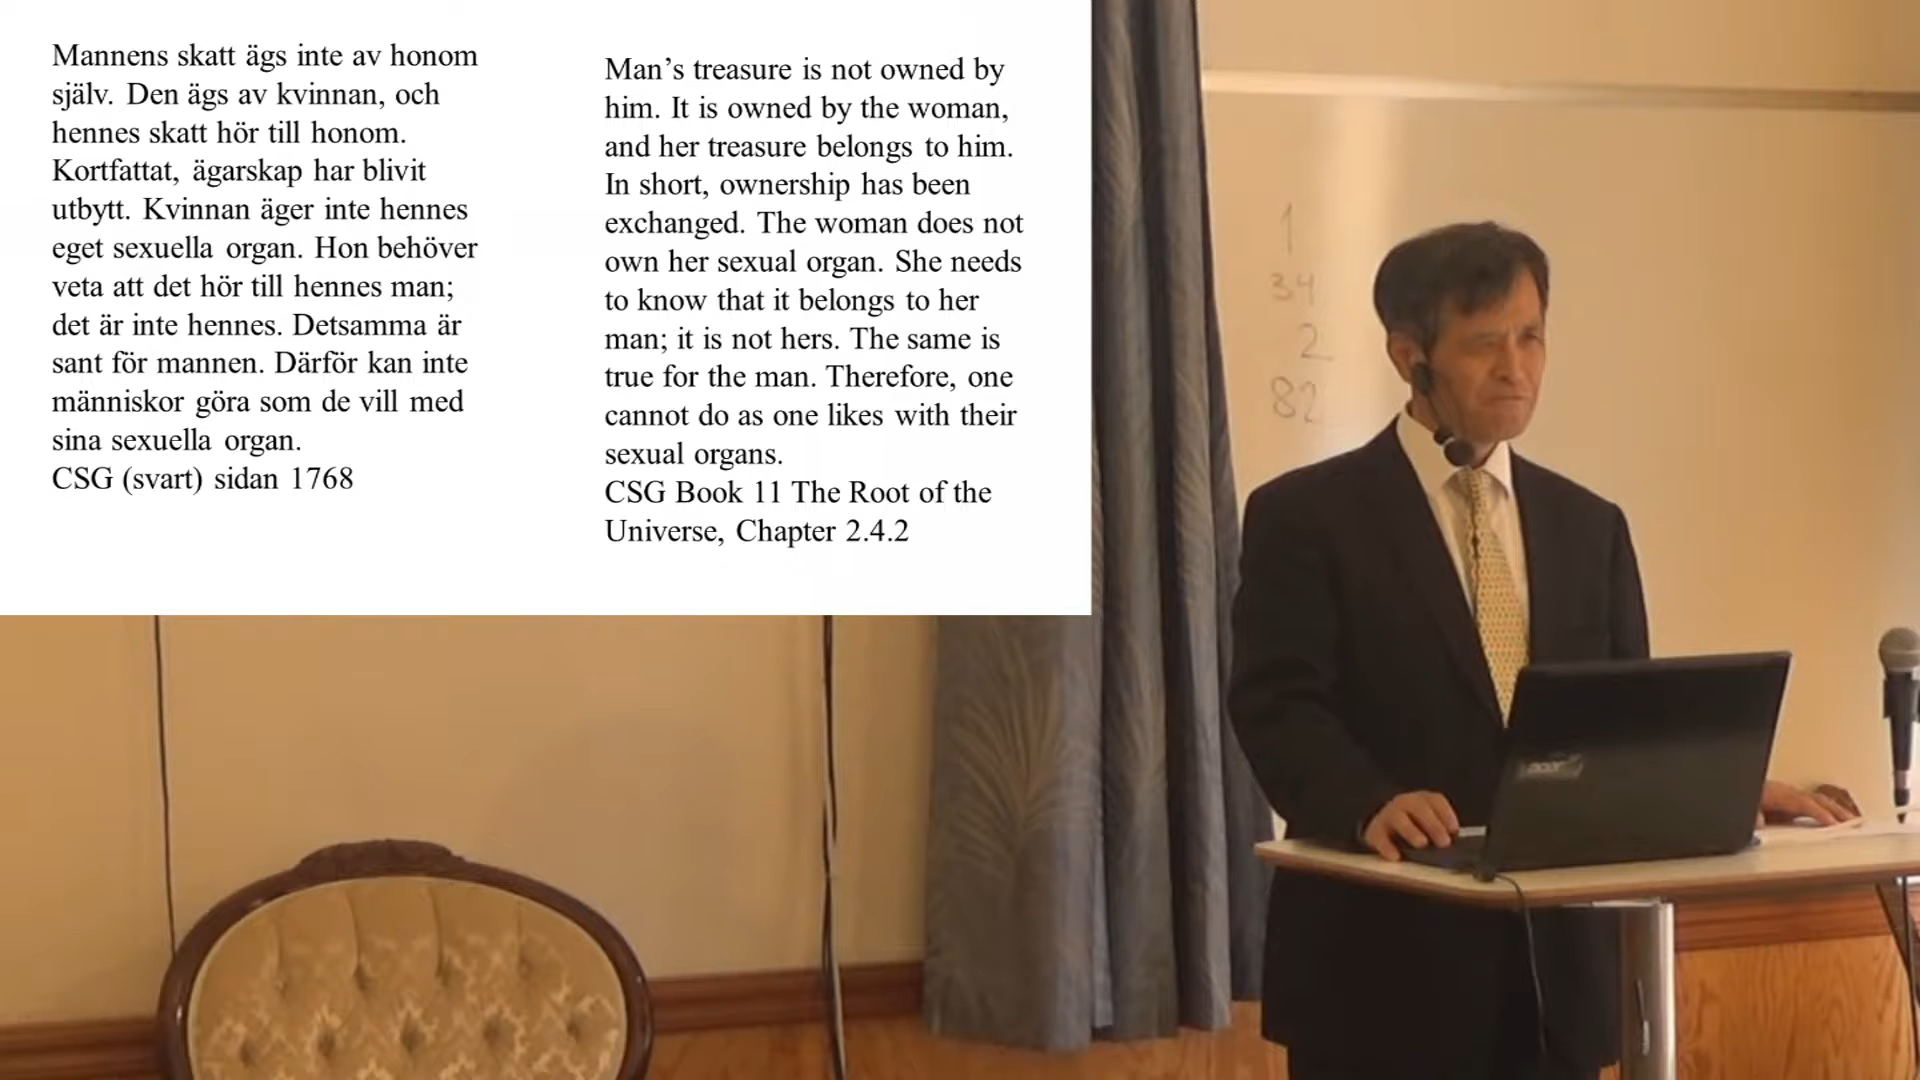 Mannens skatt ägs inte av honom
själv. Den ägs av kvinnan, och
hennes skatt hör till honom.
Kortfattat, ägarskap har blivit
utbytt. Kvinnan äger inte hennes
eget sexuella organ. Hon behöver
veta att det hör till hennes man;
det är inte hennes. Detsamma är
sant för mannen. Därför kan inte
människor göra som de vill med
sina sexuella organ.
CSG (svart) sidan 1768
Man’s treasure is not owned by
him. It is owned by the woman,
and her treasure belongs to him.
In short, ownership has been
exchanged. The woman does not
own her sexual organ. She needs
to know that it belongs to her
man; it is not hers. The same is
true for the man. Therefore, one
cannot do as one likes with their
sexual organs.
CSG Book 11 The Root of the
Universe, Chapter 2.4.2
1
34
2
82
acer